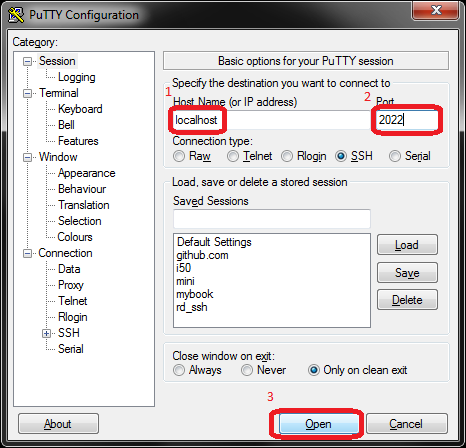 PuTTY Configuration
Category:
Session
Logging
Terminal
Keyboard
Bell
Features
Window
Appearance
Behaviour
Translation
Selection
Colours
Connection
Data
Proxy
Telnet
Rlogin
SSH
Serial
Basic options for your PuTTY session
Specify the destination you want to connect to
1
2
Host Name (or IP address) Port
localhost 2022
Connection type:
Raw Telnet Rlogin SSH Serial
Load, save or delete a stored session
Saved Sessions
Default Settings
github.com
i50
mini
mybook
rd_ssh
Load
Save
Delete
Close window on exit:
Always Never Only on clean exit
3
About Open Cancel